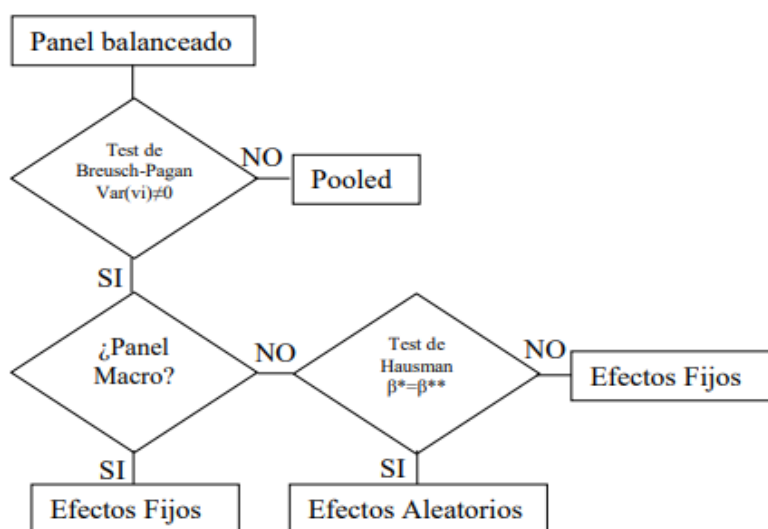 Panel balanceado
Test de
Breusch-Pagan
Var(vi)≠0
NO
Pooled
SI
¿Panel
Macro?
NO
Test de
Hausman
β*=β**
NO
Efectos Fijos
SI
SI
Efectos Fijos
Efectos Aleatorios